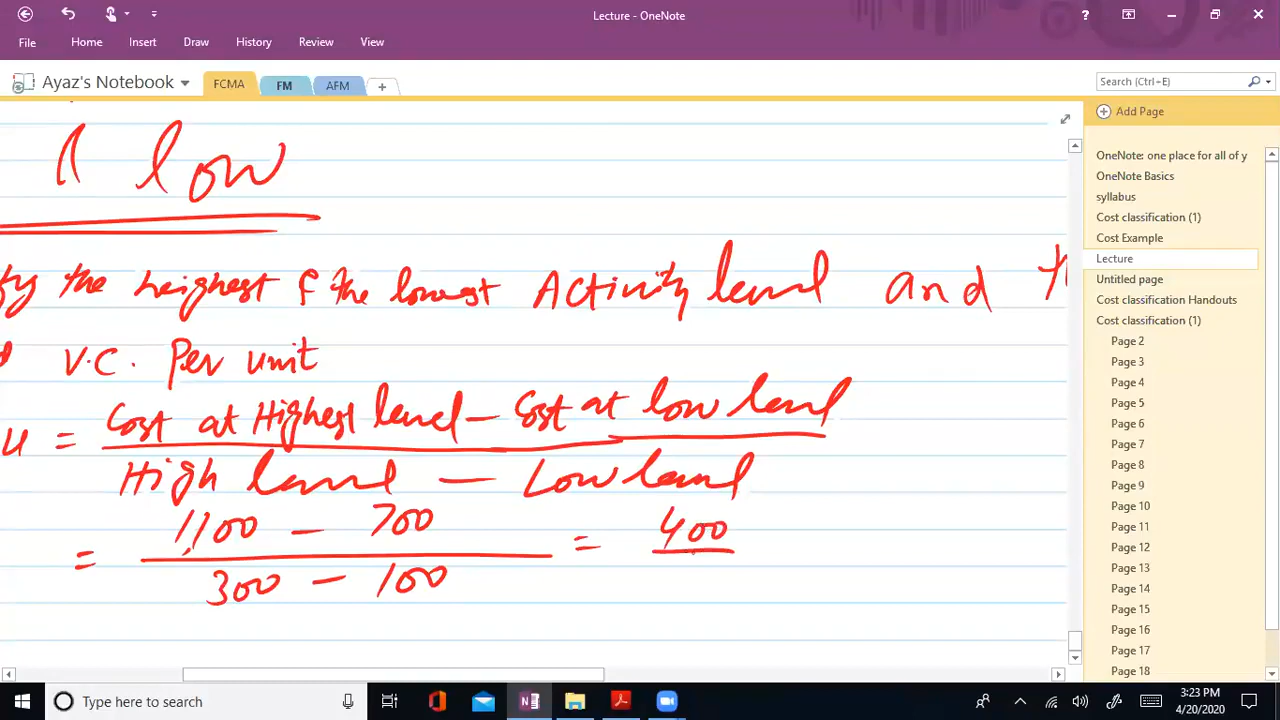 Lecture - OneNote
File Home Insert Draw History Review View
Ayaz's Notebook FCMA FM AFM + Search (Ctrl+E)
Add Page
low
the heighest & the lowest Activity level and
V.C. Per unit
= Cost at Highest level - Cost at low level
High level - Low level
= 1100 - 700 = 400
300 - 100
OneNote: one place for all of y
OneNote Basics
syllabus
Cost classification (1)
Cost Example
Lecture
Untitled page
Cost classification Handouts
Cost classification (1)
Page 2
Page 3
Page 4
Page 5
Page 6
Page 7
Page 8
Page 9
Page 10
Page 11
Page 12
Page 13
Page 14
Page 15
Page 16
Page 17
Page 18
Type here to search
3:23 PM
4/20/2020